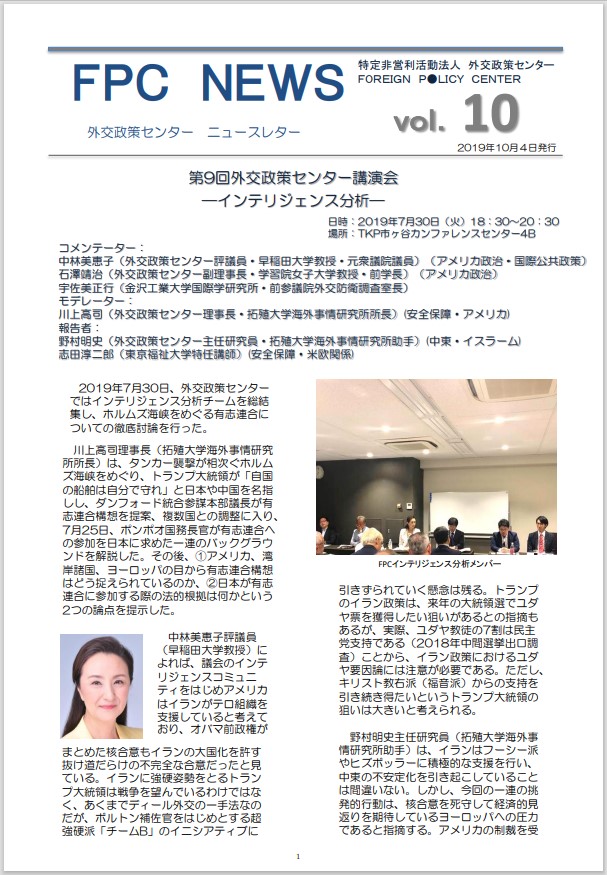 FPC NEWS
特定非営利活動法人 外交政策センター
FOREIGN POLICY CENTER
vol. 10
外交政策センター ニュースレター
2019年10月4日発行
第9回外交政策センター講演会
―インテリジェンス分析―
日時：2019年7月30日（火）18：30～20：30
場所：TKP市ヶ谷カンファレンスセンター4B
コメンテーター：
中林美恵子（外交政策センター評議員・早稲田大学教授・元衆議院議員）（アメリカ政治・国際公共政策）
石澤靖治（外交政策センター副理事長・学習院女子大学教授・前学長）（アメリカ政治）
宇佐美正行（金沢工業大学国際学研究所・前参議院外交防衛調査室長）
モデレーター：
川上高司（外交政策センター理事長・拓殖大学海外事情研究所所長）(安全保障・アメリカ)
報告者：
野村明史（外交政策センター主任研究員・拓殖大学海外事情研究所助手）(中東・イスラーム)
志田淳二郎（東京福祉大学特任講師）(安全保障・米欧関係)
2019年7月30日、外交政策センター
ではインテリジェンス分析チームを総結
集し、ホルムズ海峡をめぐる有志連合に
ついての徹底討論を行った。
川上高司理事長（拓殖大学海外事情研究
所所長）は、タンカー襲撃が相次ぐホルム
ズ海峡をめぐり、トランプ大統領が「自国
の船舶は自分で守れ」と日本や中国を名指
しし、ダンフォード統合参謀本部議長が有
志連合構想を提案、複数国との調整に入り、
7月25日、ポンポオ国務長官が有志連合へ
の参加を日本に求めた一連のバックグラウ
ンドを解説した。その後、①アメリカ、湾
岸諸国、ヨーロッパの目から有志連合構想
はどう捉えられているのか、②日本が有志
連合に参加する際の法的根拠は何かという
2つの論点を提示した。
中林美恵子評議員
（早稲田大学教授）に
よれば、議会のインテ
リジェンスコミュニ
ティをはじめアメリカ
はイランがテロ組織を
支援していると考えて
おり、オバマ前政権が
まとめた核合意もイランの大国化を許す
抜け道だらけの不完全な合意だったと見
ている。イランに強硬姿勢をとるトラン
プ大統領は戦争を望んでいるわけではな
く、あくまでディール外交の一手法なの
だが、ボルトン補佐官をはじめとする超
強硬派「チームB」のイニシアティブに
FPCインテリジェンス分析メンバー
引きずられていく懸念は残る。トランプ
のイラン政策は、来年の大統領選でユダ
ヤ票を獲得したい狙いがあるとの指摘も
あるが、実際、ユダヤ教徒の7割は民主
党支持である（2018年中間選挙出口調
査）ことから、イラン政策におけるユダ
ヤ要因論には注意が必要である。ただし、
キリスト教右派（福音派）からの支持を
引き続き得たいというトランプ大統領の
狙いは大きいと考えられる。
野村明史主任研究員（拓殖大学海外事
情研究所助手）は、イランはフーシー派
やヒズボッラーに積極的な支援を行い、
中東の不安定化を引き起こしていること
は間違いない。しかし、今回の一連の挑
発的行動は、核合意を死守して経済的見
返りを期待しているヨーロッパへの圧力
であると指摘する。アメリカの制裁を受
1